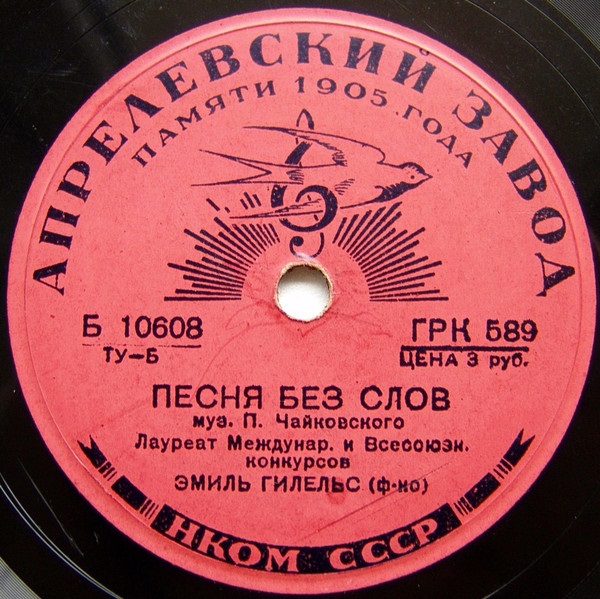 АПРЕЛЕВСКИЙ ЗАВОД
ПАМЯТИ 1905 ГОДА
Б 10608
ТУ–Б
ГРК 589
ЦЕНА 3 руб.
ПЕСНЯ БЕЗ СЛОВ
муз. П. Чайковского
Лауреат Междунар. и Всесоюзн.
конкурсов
ЭМИЛЬ ГИЛЕЛЬС (ф-но)
НКОМ СССР